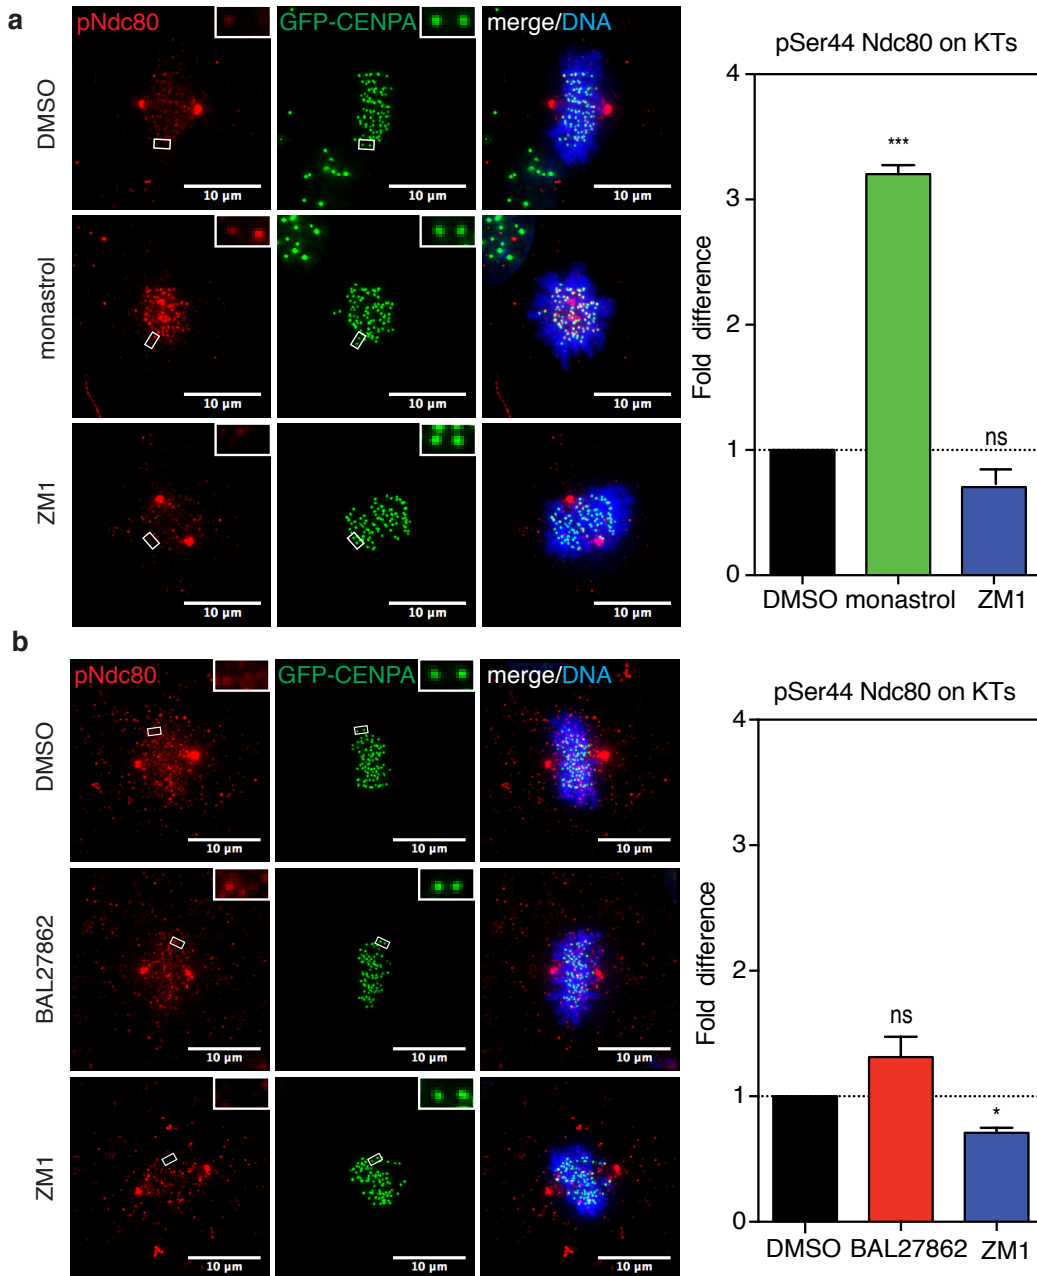 a
pNdc80
GFP-CENPA
merge/DNA
DMSO
10 µm
10 µm
10 µm
monastrol
10 µm
10 µm
10 µm
ZM1
10 µm
10 µm
10 µm
pSer44 Ndc80 on KTs
Fold difference
4
3
2
1
0
***
ns
DMSO monastrol ZM1
b
pNdc80
GFP-CENPA
merge/DNA
DMSO
10 µm
10 µm
10 µm
BAL27862
10 µm
10 µm
10 µm
ZM1
10 µm
10 µm
10 µm
pSer44 Ndc80 on KTs
Fold difference
4
3
2
1
0
ns
*
DMSO BAL27862 ZM1